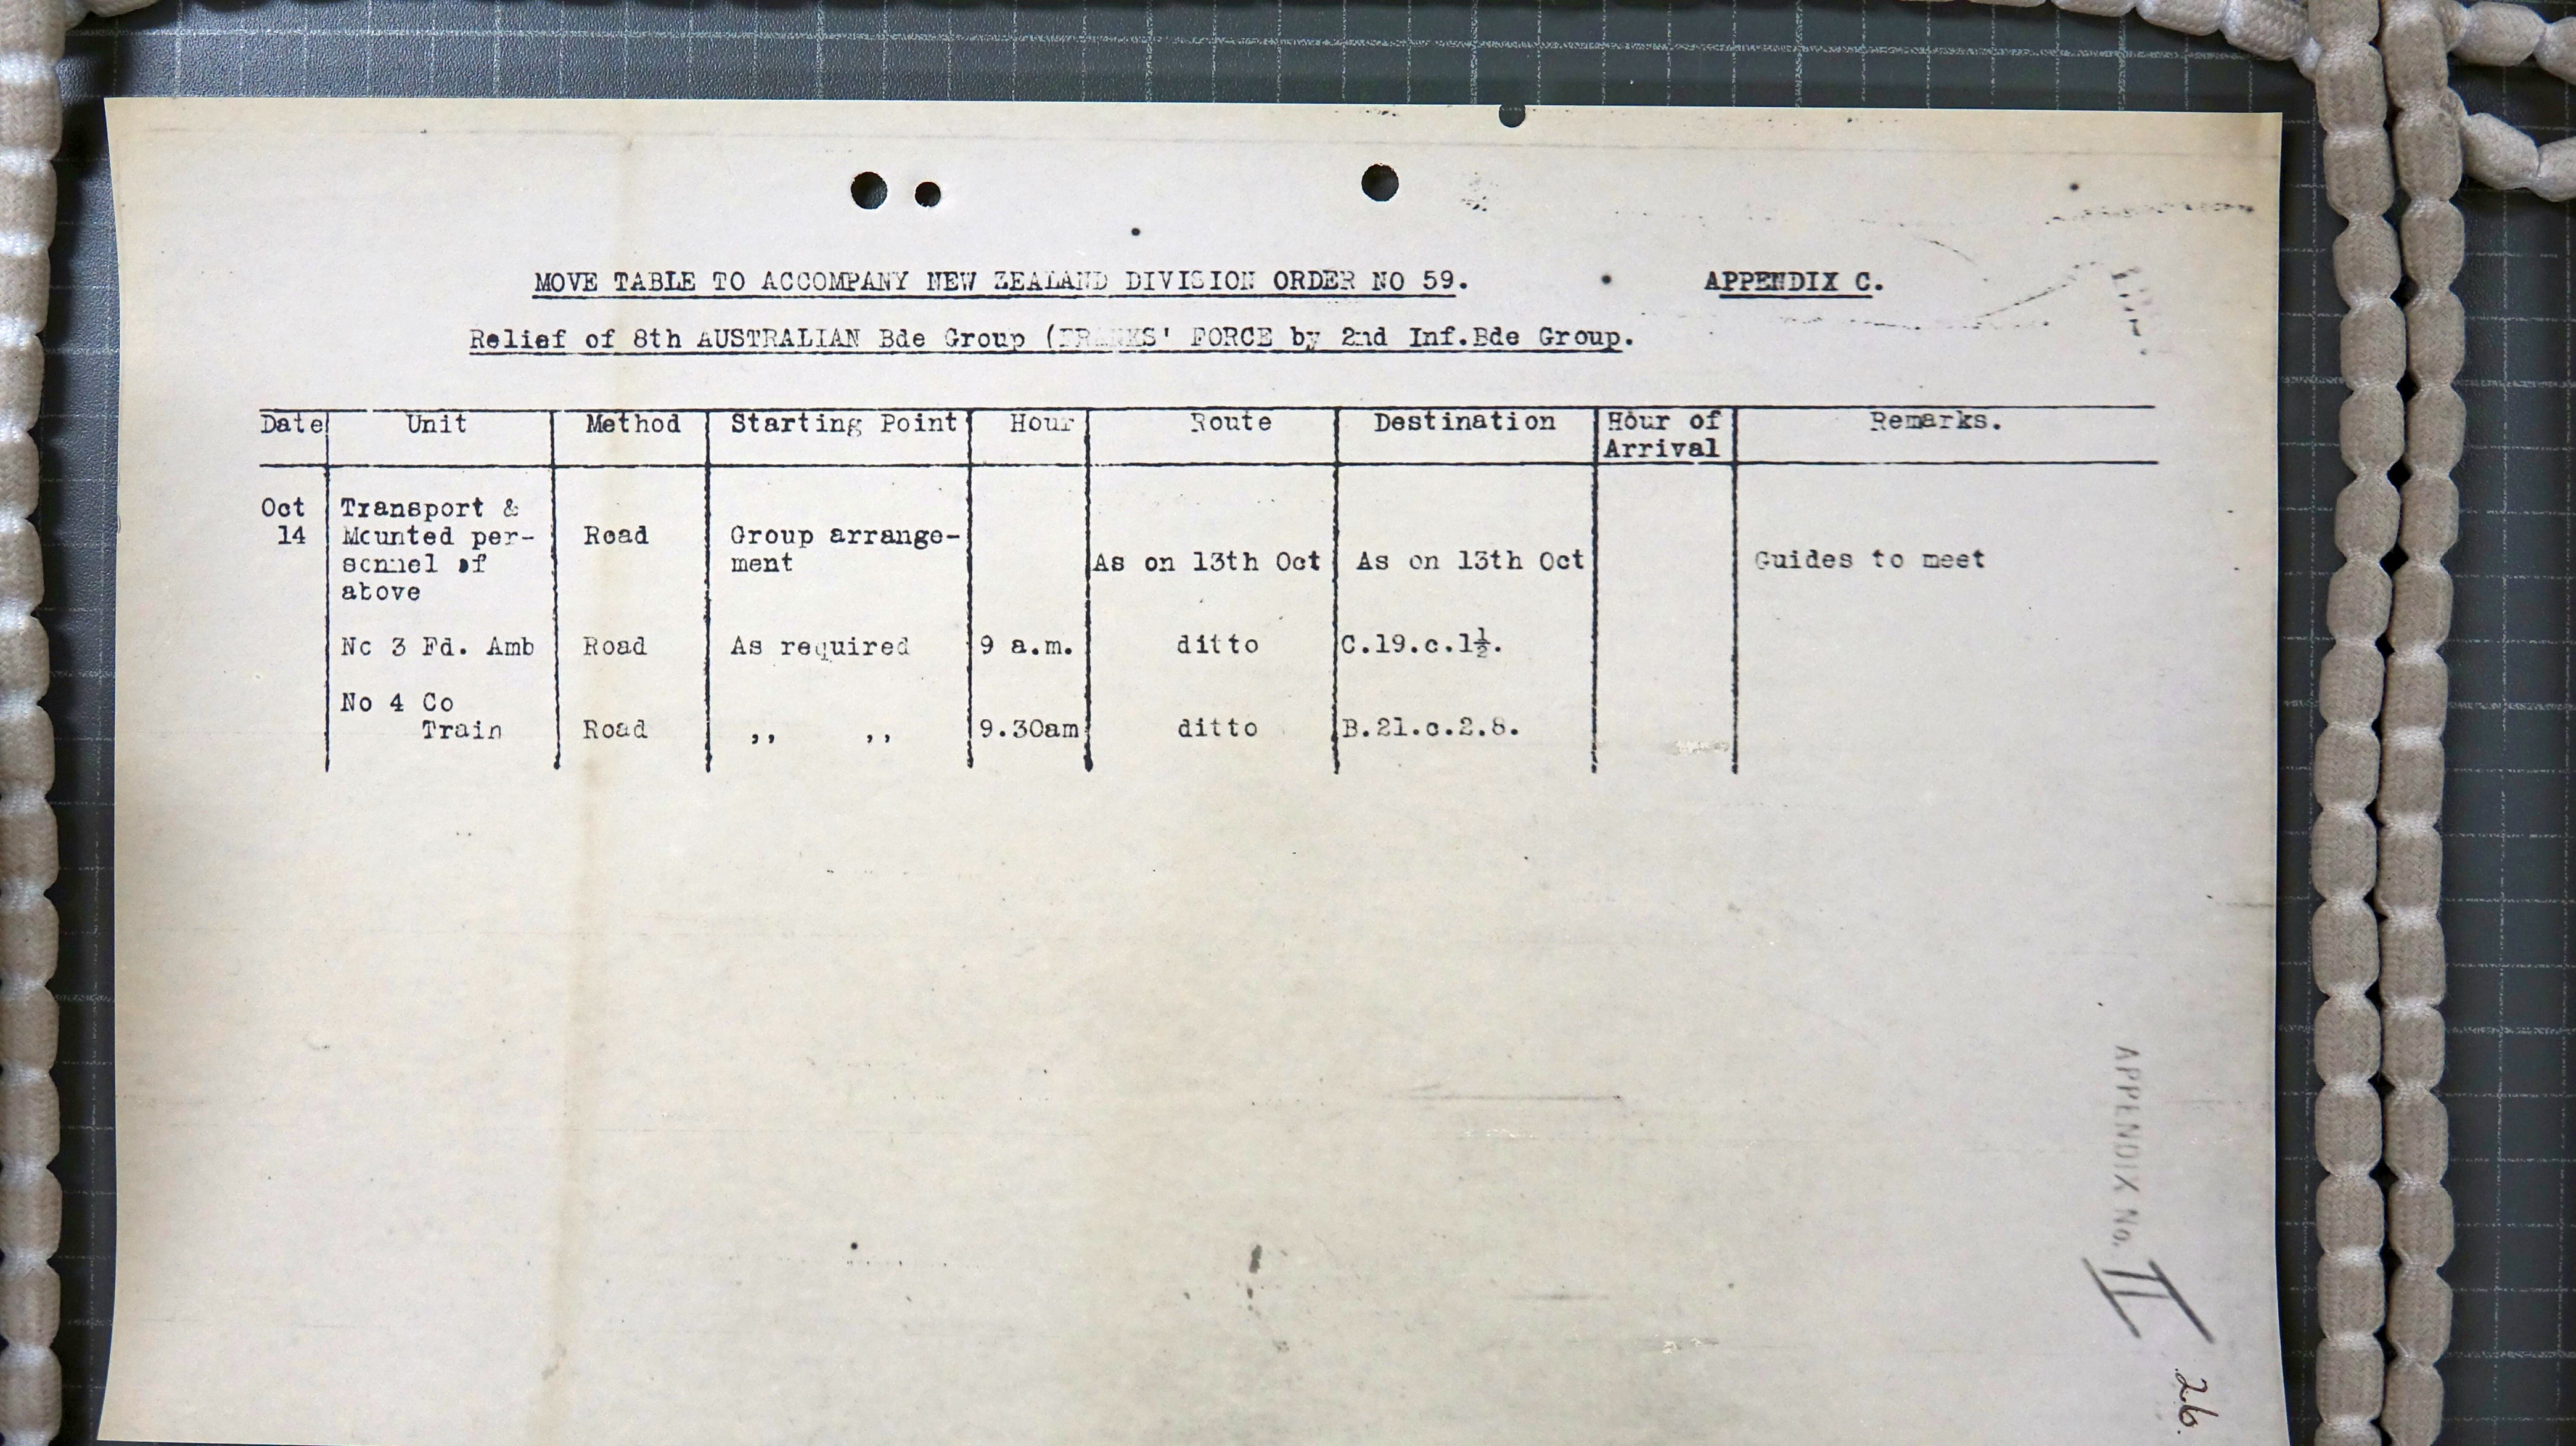 MOVE TABLE TO ACCOMPANY NEW ZEALAND DIVISION ORDER NO 59. APPENDIX C.
Relief of 8th AUSTRALIAN Bde Group (FRANKS' FORCE by 2nd Inf.Bde Group.
Date Unit Method Starting Point Hour Route Destination Hour of Arrival Remarks.
Oct Transport &
14 Mounted per- Road Group arrange-
sonnel of ment As on 13th Oct As on 13th Oct Guides to meet
above
No 3 Fd. Amb Road As required 9 a.m. ditto C.19.c.1½.
No 4 Co
Train Road ,, ,, 9.30am ditto B.21.c.2.8.
APPENDIX No. II
26.